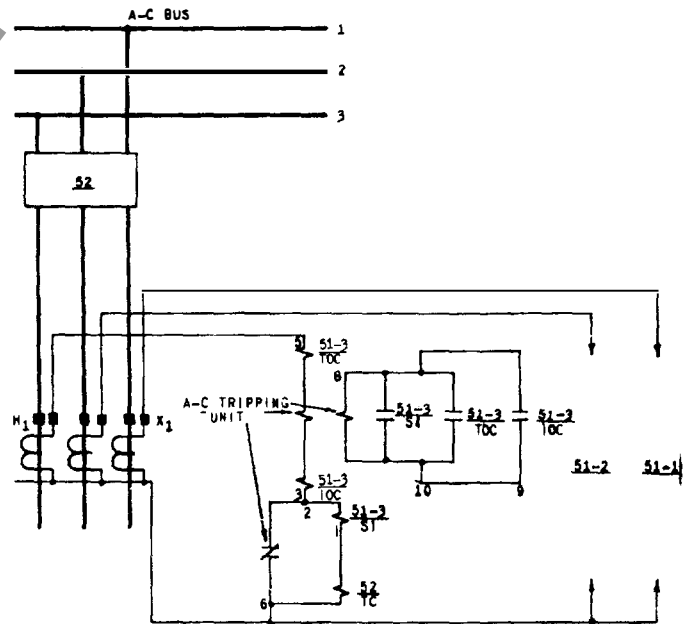 A-C BUS
1
2
3
52
5
51-3
TOC
8
A-C TRIPPING
UNIT
51-3
SI
51-3
TOC
51-3
IOC
H1
X1
51-2
51-1
51-3
IOC
3
2
10
9
51-3
SI
52
TC
6